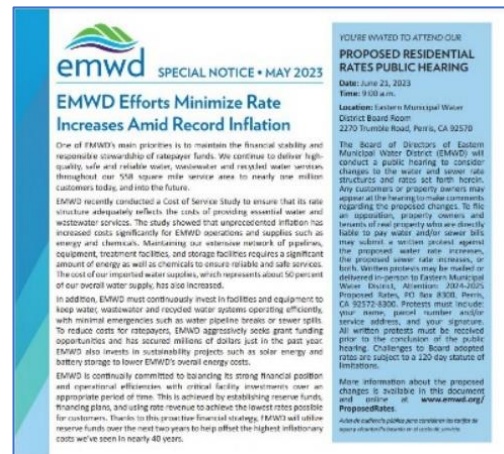 emwd SPECIAL NOTICE • MAY 2023
EMWD Efforts Minimize Rate
Increases Amid Record Inflation
One of EMWD's main priorities is to maintain the financial stability and
responsible stewardship of ratepayer funds. We continue to deliver high-
quality, safe and reliable water, wastewater and recycled water services
throughout our 558 square mile service area to nearly one million
customers today, and into the future.
EMWD recently conducted a Cost of Service Study to ensure that its rate
structure adequately reflects the costs of providing essential water and
wastewater services. The study showed that unprecedented inflation has
increased costs significantly for EMWD operations and supplies such as
energy and chemicals. Maintaining our extensive network of pipelines,
equipment, treatment facilities, and storage facilities requires a significant
amount of energy as well as chemicals to ensure reliable and safe services.
The cost of our imported water supplies, which represents about 50 percent
of our overall water supply, has also increased.
In addition, EMWD must continuously invest in facilities and equipment to
keep water, wastewater and recycled water systems operating efficiently,
with minimal emergencies such as water pipeline breaks or sewer spills.
To reduce costs for ratepayers, EMWD aggressively seeks grant funding
opportunities and has secured millions of dollars just in the past year.
EMWD also invests in sustainability projects such as solar energy and
battery storage to lower EMWD's overall energy costs.
EMWD is continually committed to balancing its strong financial position
and operational efficiencies with critical facility investments over an
appropriate period of time. This is achieved by establishing reserve funds,
financing plans, and using rate revenue to achieve the lowest rates possible
for customers. Thanks to this proactive financial strategy, EMWD will utilize
reserve funds over the next two years to help offset the highest inflationary
costs we've seen in nearly 40 years.
YOU'RE INVITED TO ATTEND OUR
PROPOSED RESIDENTIAL
RATES PUBLIC HEARING
Date: June 21, 2023
Time: 9:00 a.m.
Location: Eastern Municipal Water
District Board Room
2270 Trumble Road, Perris, CA 92570
The Board of Directors of Eastern
Municipal Water District (EMWD) will
conduct a public hearing to consider
changes to the water and sewer rate
structures and rates set forth herein.
Any customers or property owners may
appear at the hearing to make comments
regarding the proposed changes. To file
an opposition, property owners and
tenants of real property who are directly
liable to pay water and/or sewer bills
may submit a written protest against
the proposed water rate increases,
the proposed sewer rate increases, or
both. Written protests may be mailed or
delivered in-person to Eastern Municipal
Water District, Attention: 2024-2025
Proposed Rates, PO Box 8300, Perris,
CA 92572-8300. Protests must include:
your name, parcel number and/or
service address, and your signature.
All written protests must be received
prior to the conclusion of the public
hearing. Challenges to Board adopted
rates are subject to a 120 day statute of
limitations.
More information about the proposed
changes is available in this document
and online at www.emwd.org/
ProposedRates.
Aviso de audiencia pública para considerar las tarifas de